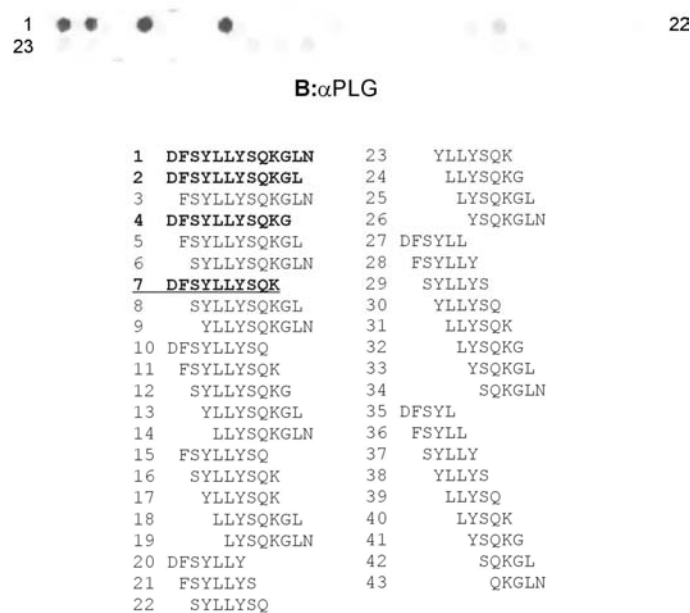 1 22
23
B:αPLG
1 DFSYLLYSQKGLN
2 DFSYLLYSQKGL
3 FSYLLYSQKGLN
4 DFSYLLYSQKG
5 FSYLLYSQKGL
6 SYLLYSQKGLN
7 DFSYLLYSQK
8 SYLLYSQKGL
9 YLLYSQKGLN
10 DFSYLLYSQ
11 FSYLLYSQK
12 SYLLYSQKG
13 YLLYSQKGL
14 LLYSQKGLN
15 FSYLLYSQ
16 SYLLYSQK
17 YLLYSQK
18 LLYSQKGL
19 LYSQKGLN
20 DFSYLLY
21 FSYLLYS
22 SYLLYSQ
23 YLLYSQK
24 LLYSQKG
25 LYSQKGL
26 YSQKGLN
27 DFSYLL
28 FSYLLY
29 SYLLYS
30 YLLYSQ
31 LLYSQK
32 LYSQKG
33 YSQKGL
34 SQKGLN
35 DFSYL
36 FSYLL
37 SYLLY
38 YLLYS
39 LLYSQ
40 LYSQK
41 YSQKG
42 SQKGL
43 QKGLN